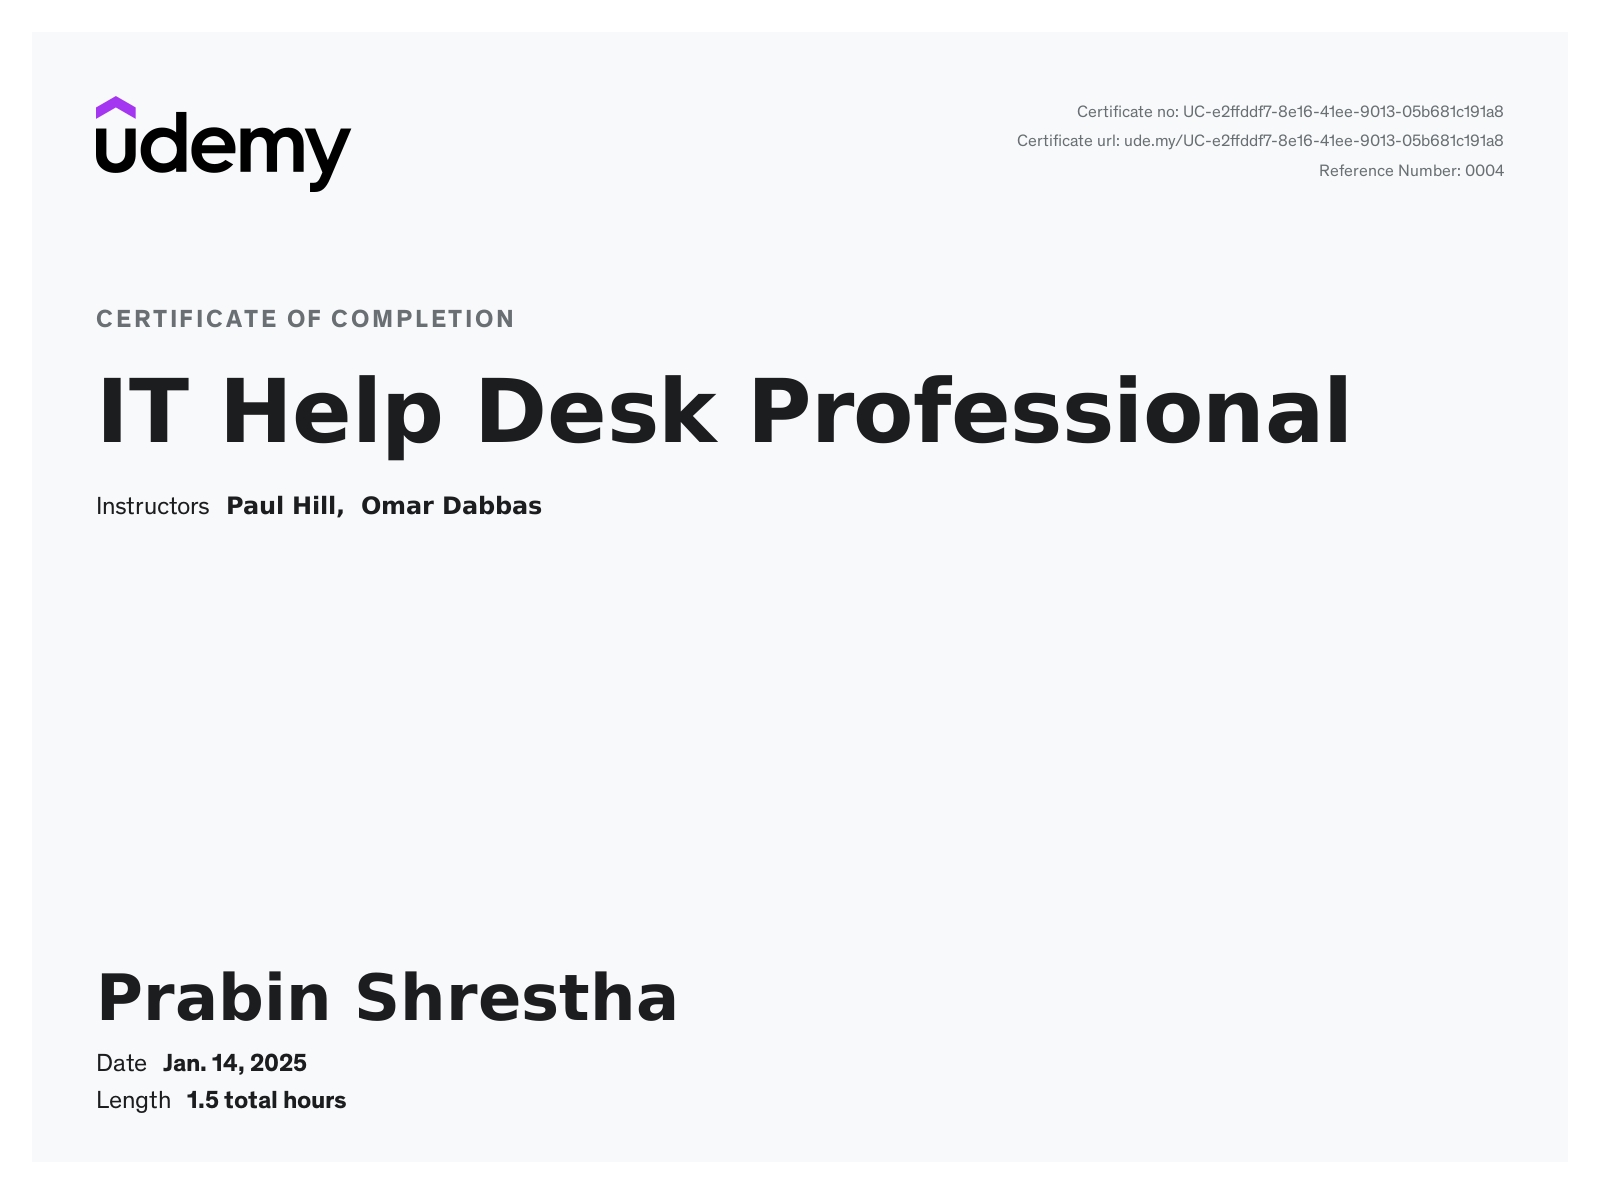 udemy
Certificate no: UC-e2ffddf7-8e16-41ee-9013-05b681c191a8
Certificate url: ude.my/UC-e2ffddf7-8e16-41ee-9013-05b681c191a8
Reference Number: 0004
CERTIFICATE OF COMPLETION
IT Help Desk Professional
Instructors Paul Hill, Omar Dabbas
Prabin Shrestha
Date Jan. 14, 2025
Length 1.5 total hours